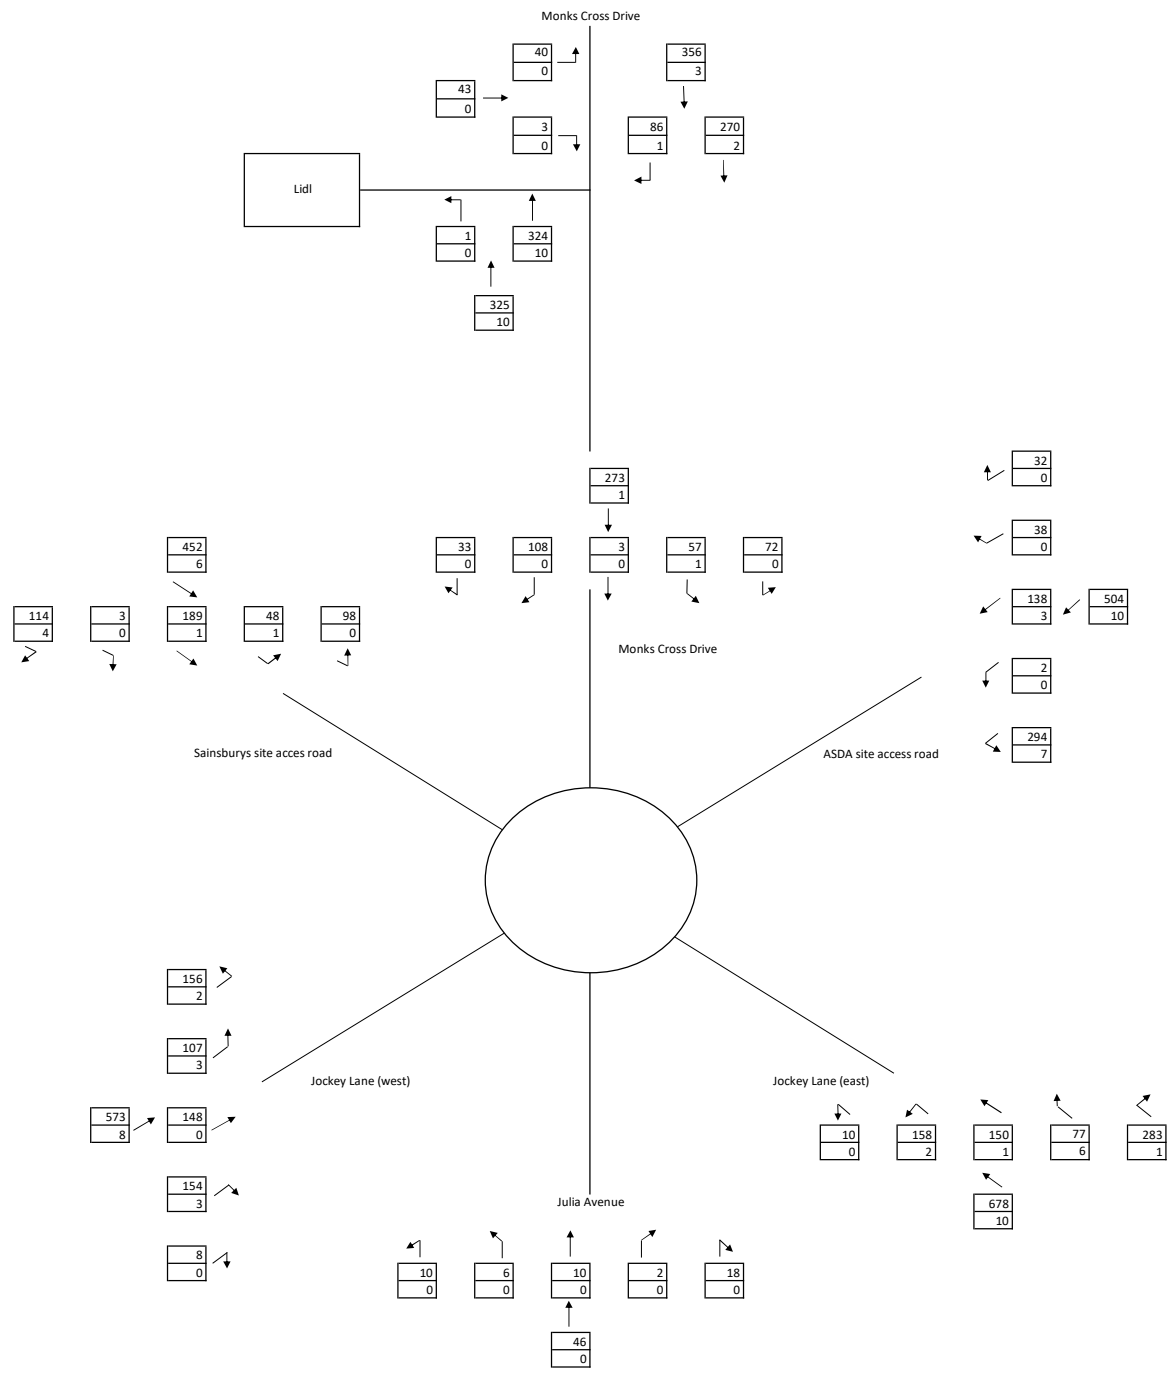 Monks Cross Drive
40 356
0 3
43
0
3 86 270
0 1 2
Lidl
1 324
0 10
325
10
32
0
273
1
38
0
452 33 108 3 57 72
6 0 0 0 1 0
114 3 189 48 98 138 504
4 0 1 1 0 3 10
Monks Cross Drive
2
0
294
7
Sainsburys site acces road ASDA site access road
156
2
107
3
Jockey Lane (west) Jockey Lane (east)
573 148
8 0
10 158 150 77 283
0 2 1 6 1
154
3
Julia Avenue
678
10
8
0
10 6 10 2 18
0 0 0 0 0
46
0